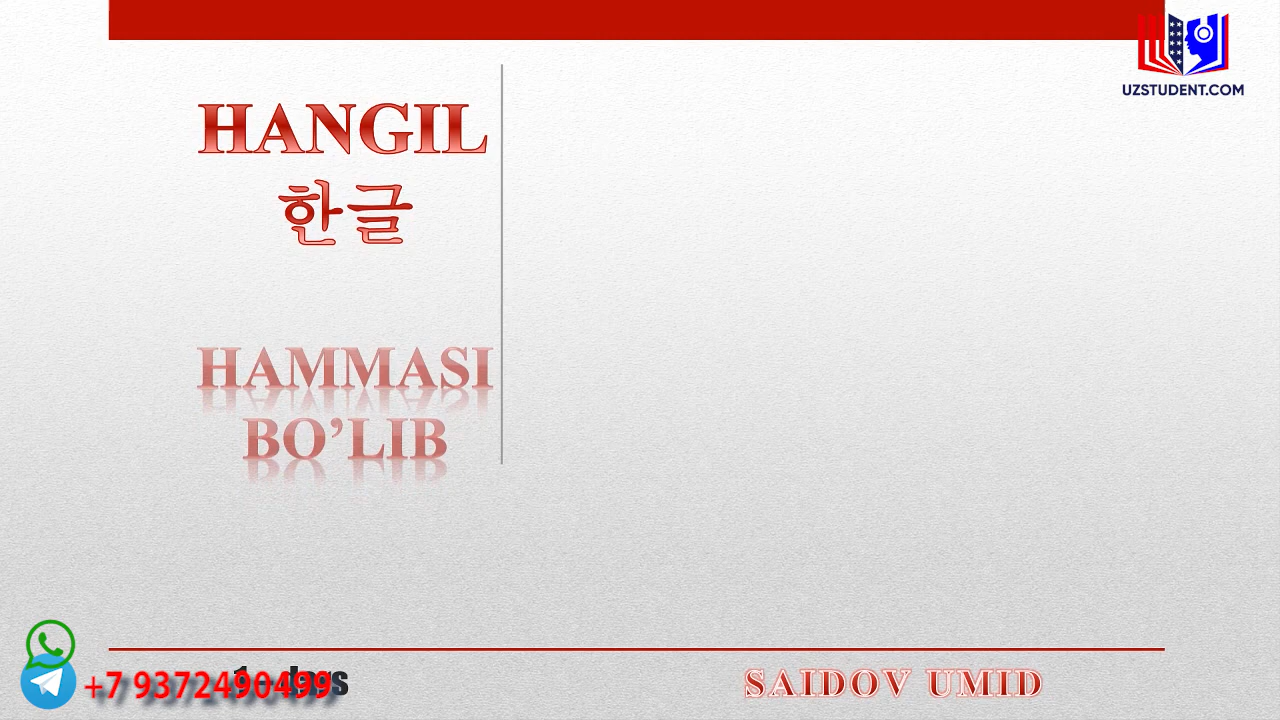 UZSTUDENT.COM
HANGIL
한글
HAMMASI
BO’LIB
+7 9372490499
SAIDOV UMID